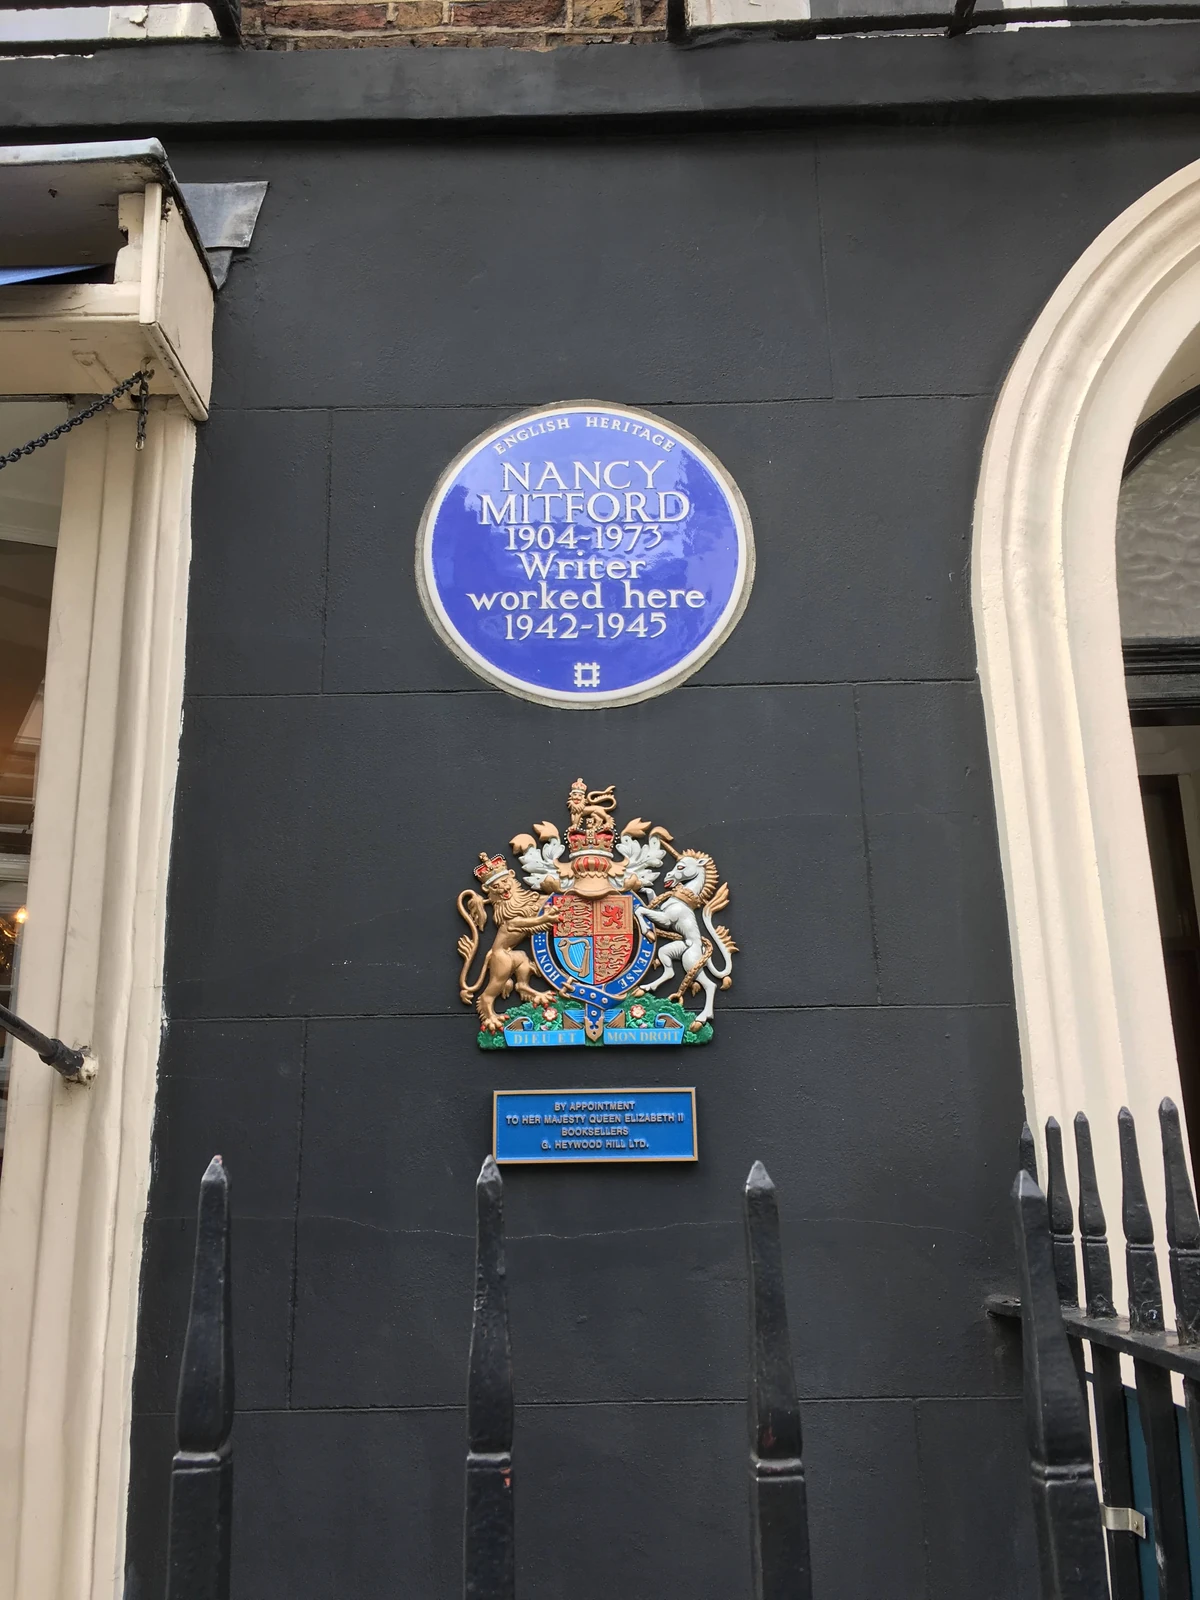 ENGLISH HERITAGE
NANCY
MITFORD
1904-1973
Writer
worked here
1942-1945
HONI PENSE
DIEU ET MON DROIT
BY APPOINTMENT
TO HER MAJESTY QUEEN ELIZABETH II
BOOKSELLERS
G. HEYWOOD HILL LTD.